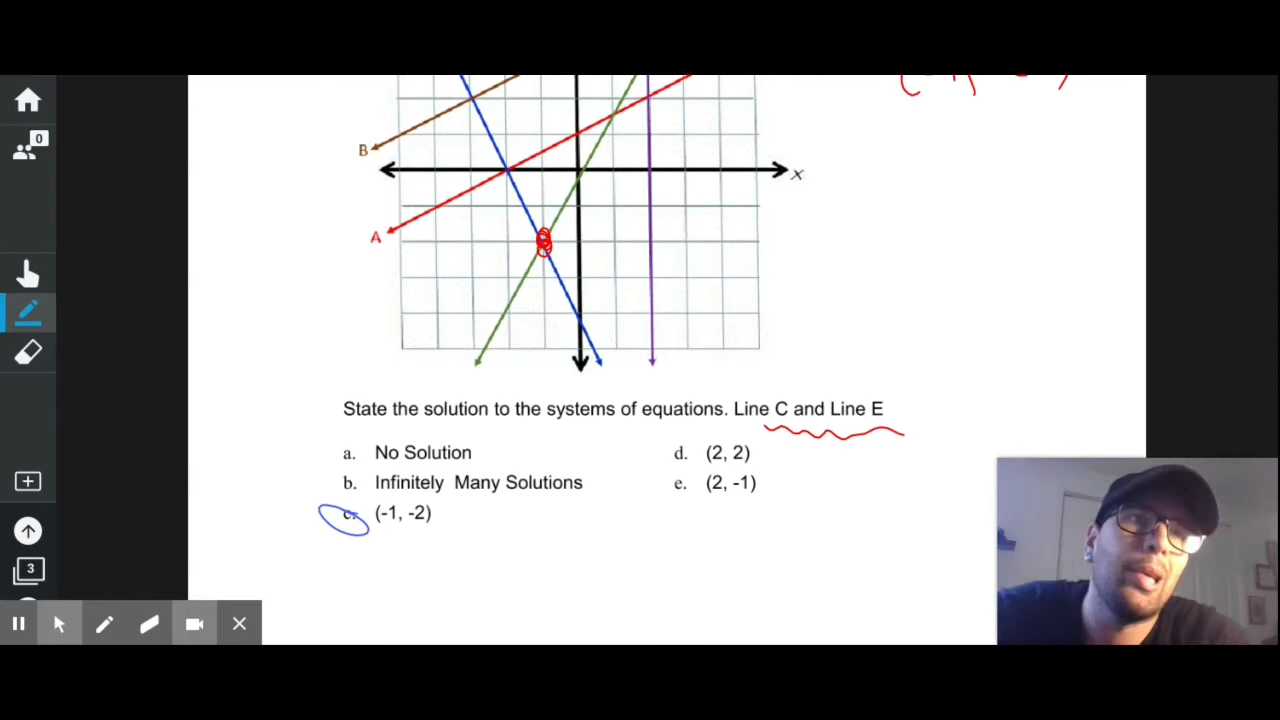 B
x
A
0
State the solution to the systems of equations. Line C and Line E
a. No Solution
d. (2, 2)
b. Infinitely Many Solutions
e. (2, -1)
c. (-1, -2)
3